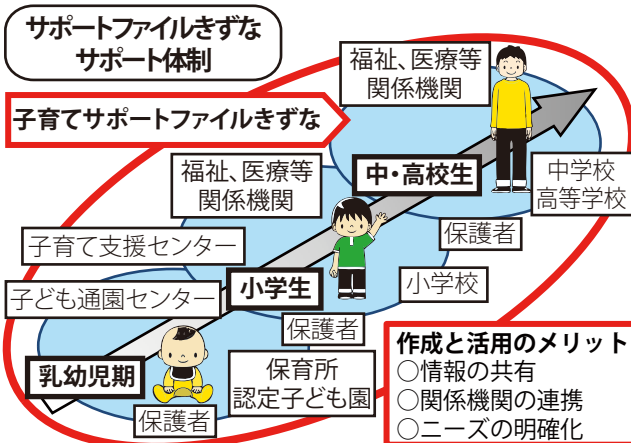 サポートファイルきずな
サポート体制
子育てサポートファイルきずな
福祉、医療等
関係機関
中・高校生
中学校
高等学校
保護者
福祉、医療等
関係機関
子育て支援センター
小学生
小学校
保護者
子ども通園センター
乳幼児期
保護者
保育所
認定子ども園
作成と活用のメリット
○情報の共有
○関係機関の連携
○ニーズの明確化